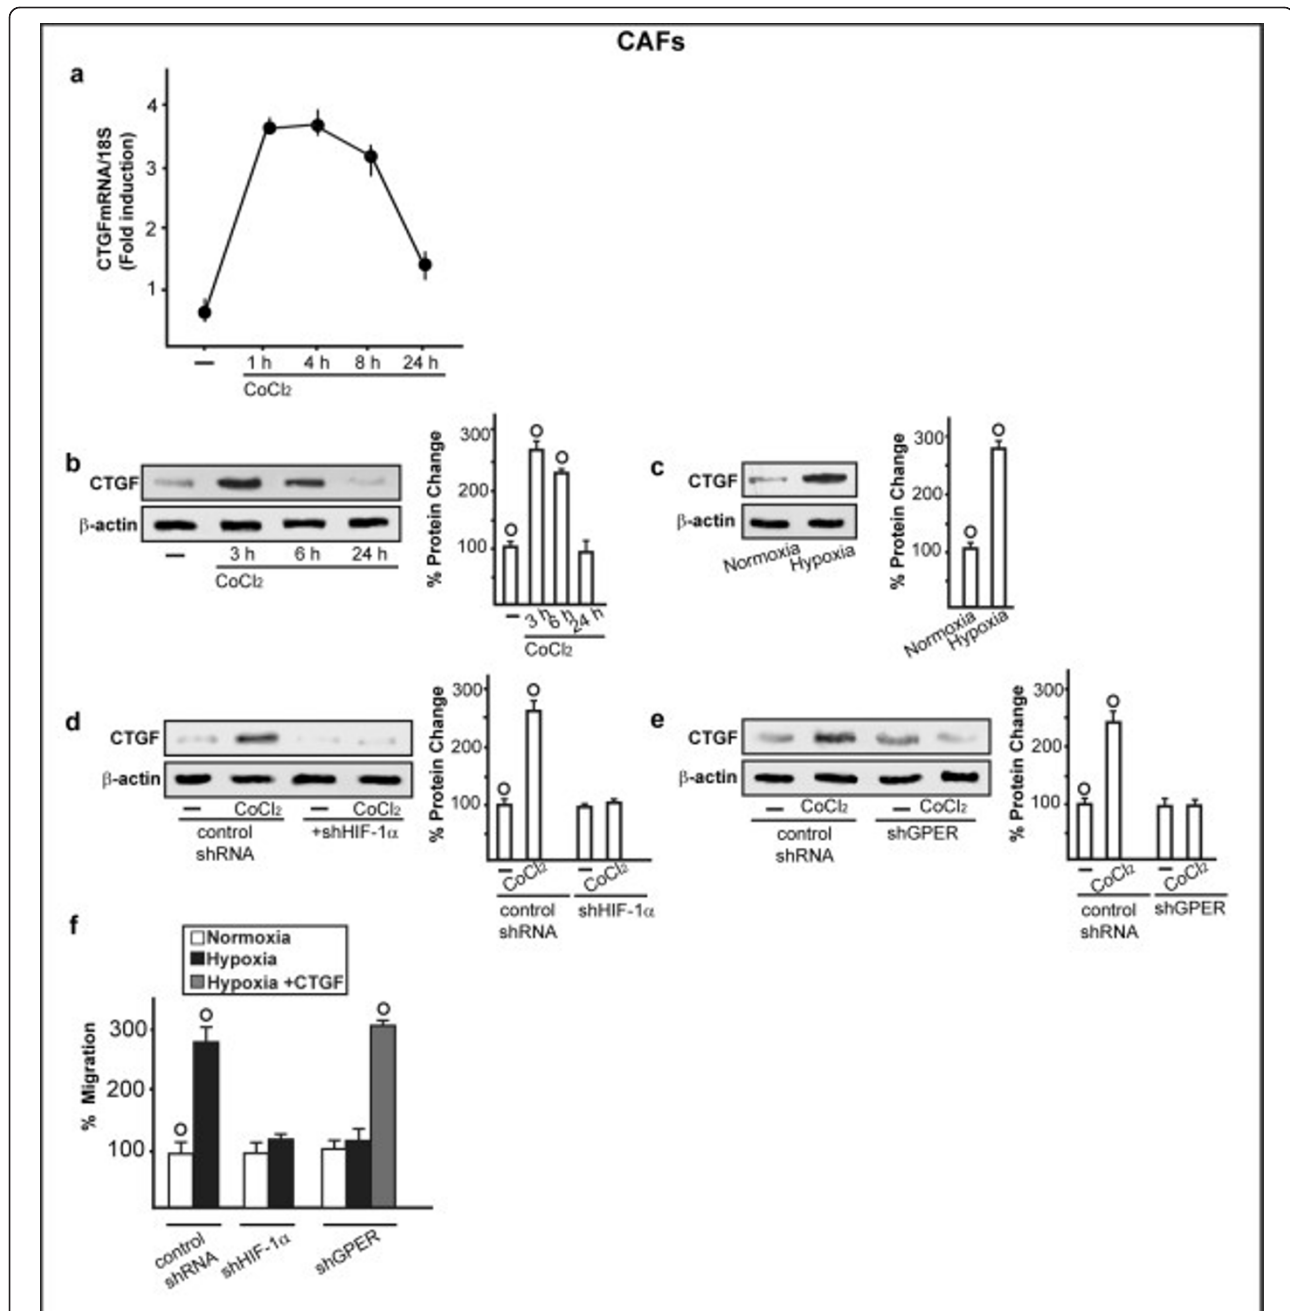 CAFs
a
CTGFmRNA/18S
(Fold induction)
4
3
2
1
— 1 h 4 h 8 h 24 h
CoCl₂
b
CTGF
β-actin
— 3 h 6 h 24 h
CoCl₂
% Protein Change
300
200
100
— 3 h 6 h 24 h
CoCl₂
c
CTGF
β-actin
Normoxia Hypoxia
% Protein Change
300
200
100
Normoxia
Hypoxia
d
CTGF
β-actin
— CoCl₂ — CoCl₂
control +shHIF-1α
shRNA
% Protein Change
300
200
100
— CoCl₂ — CoCl₂
control shHIF-1α
shRNA
e
CTGF
β-actin
— CoCl₂ — CoCl₂
control shGPER
shRNA
% Protein Change
300
200
100
— CoCl₂ — CoCl₂
control shGPER
shRNA
f
Normoxia
Hypoxia
Hypoxia +CTGF
% Migration
300
200
100
control
shRNA
shHIF-1α
shGPER